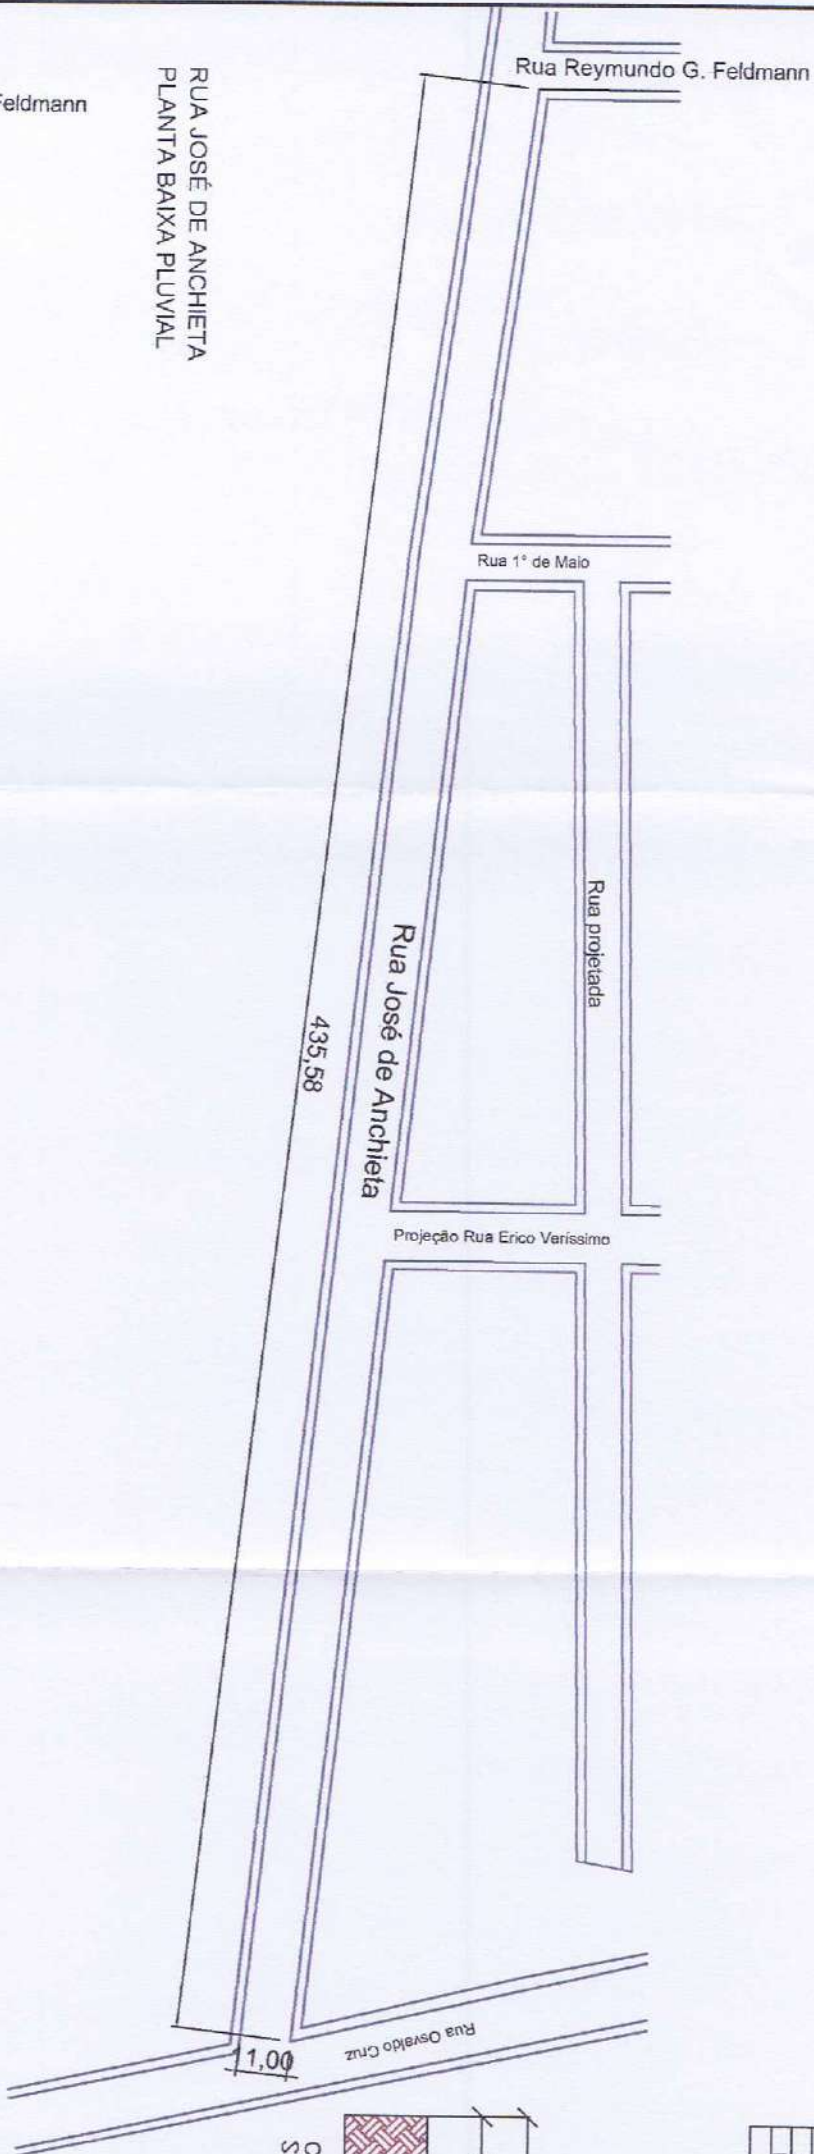 Rua Reymundo G. Feldmann
Feldmann
RUA JOSÉ DE ANCHIETA
PLANTA BAIXA PLUVIAL
Rua 1° de Maio
Rua projetada
Rua José de Anchieta
435,58
Projeção Rua Erico Veríssimo
Rua Osvaldo Cruz
11,00